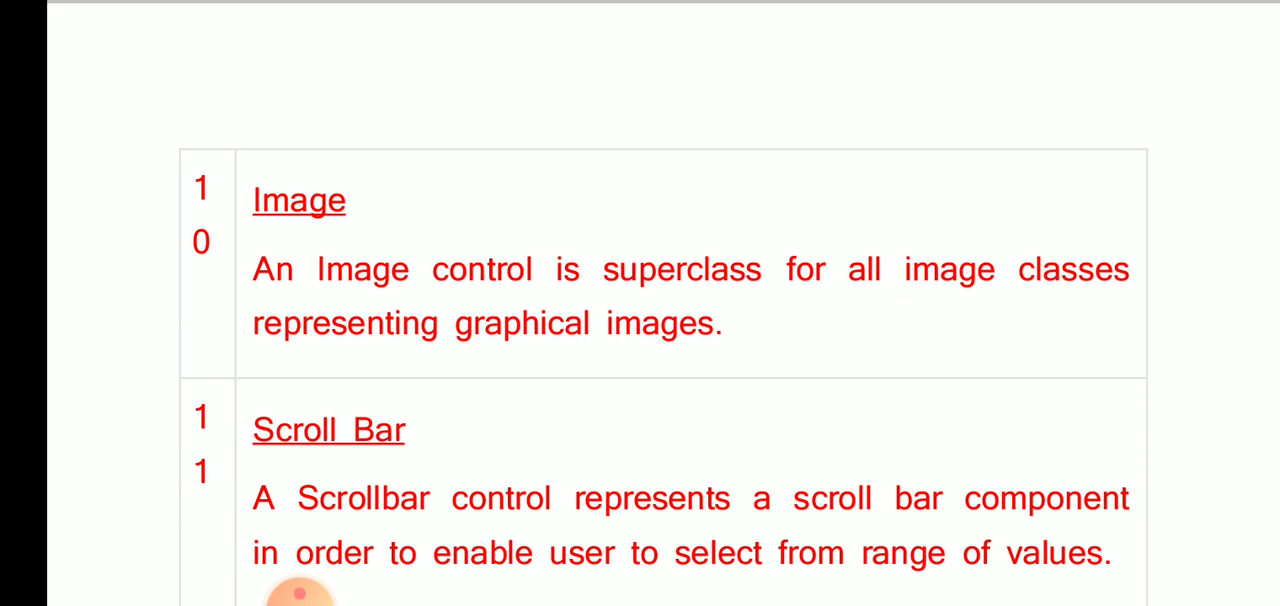 1
0
Image
An Image control is superclass for all image classes
representing graphical images.
1
1
Scroll Bar
A Scrollbar control represents a scroll bar component
in order to enable user to select from range of values.